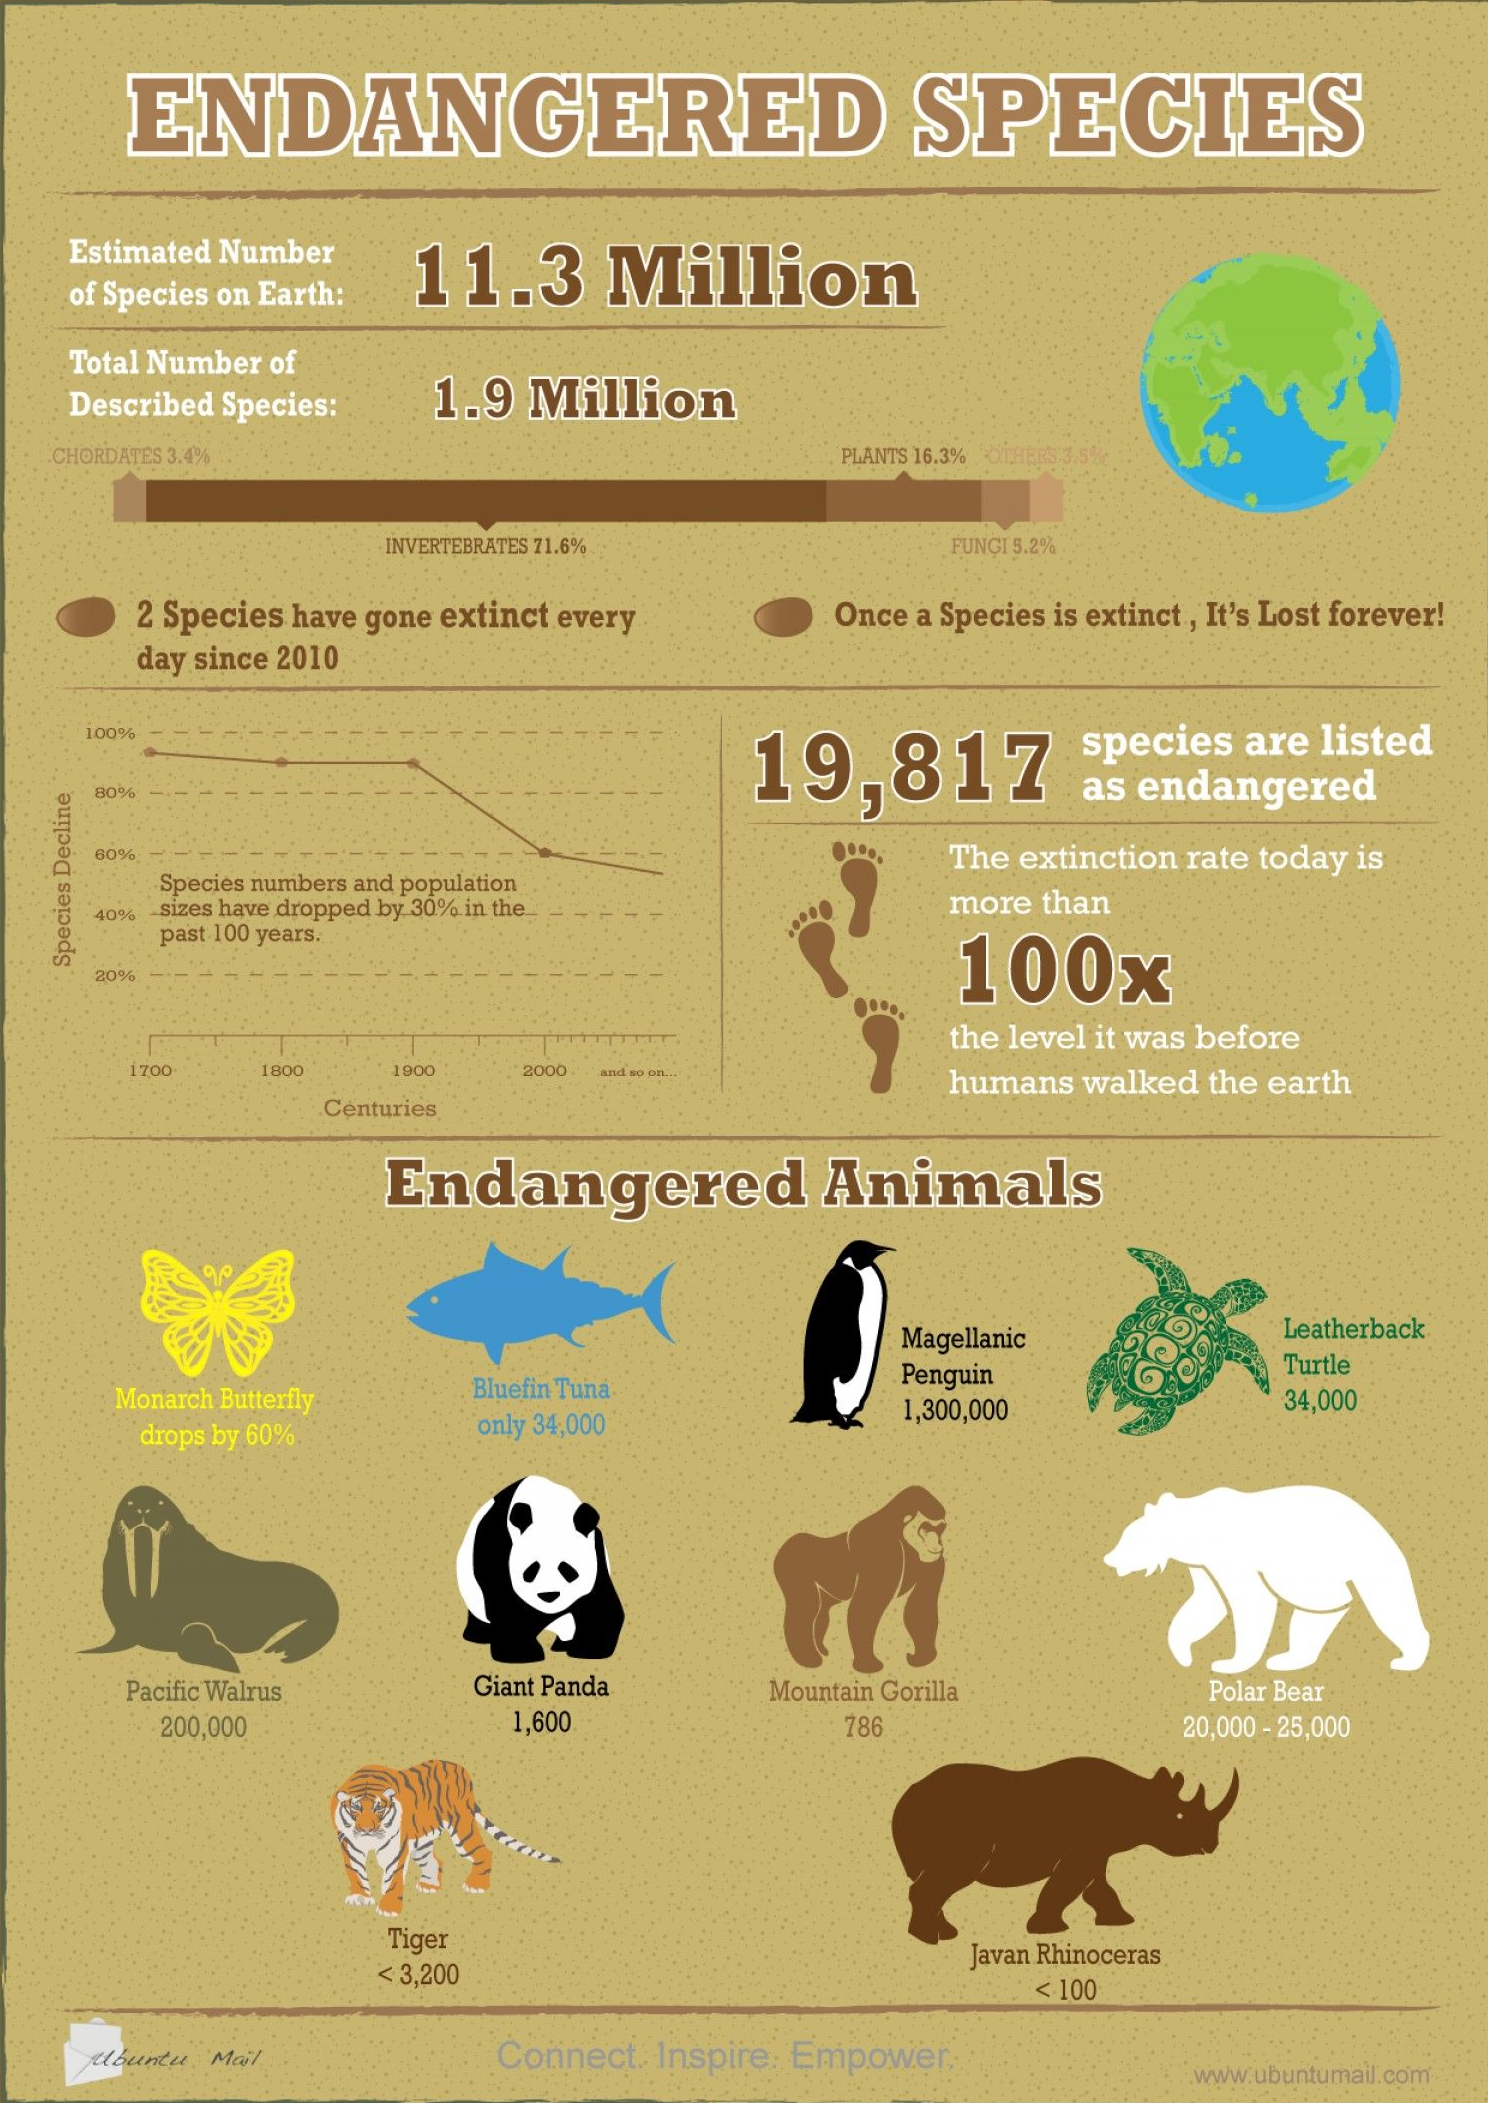 ENDANGERED SPECIES
Estimated Number
of Species on Earth:
11.3 Million
Total Number of
Described Species:
1.9 Million
CHORDATES 3.4%
PLANTS 16.3%
OTHERS 3.5%
INVERTEBRATES 71.6%
FUNGI 5.2%
2 Species have gone extinct every
day since 2010
Once a Species is extinct , It's Lost forever!
100%
80%
60%
40%
20%
Species Decline
Species numbers and population
sizes have dropped by 30% in the
past 100 years.
1700
1800
1900
2000
and so on...
Centuries
19,817
species are listed
as endangered
The extinction rate today is
more than
100x
the level it was before
humans walked the earth
Endangered Animals
Monarch Butterfly
drops by 60%
Bluefin Tuna
only 34,000
Magellanic
Penguin
1,300,000
Leatherback
Turtle
34,000
Pacific Walrus
200,000
Giant Panda
1,600
Mountain Gorilla
786
Polar Bear
20,000 - 25,000
Tiger
< 3,200
Javan Rhinoceras
< 100
Ubuntu Mail
Connect. Inspire. Empower.
www.ubuntumail.com